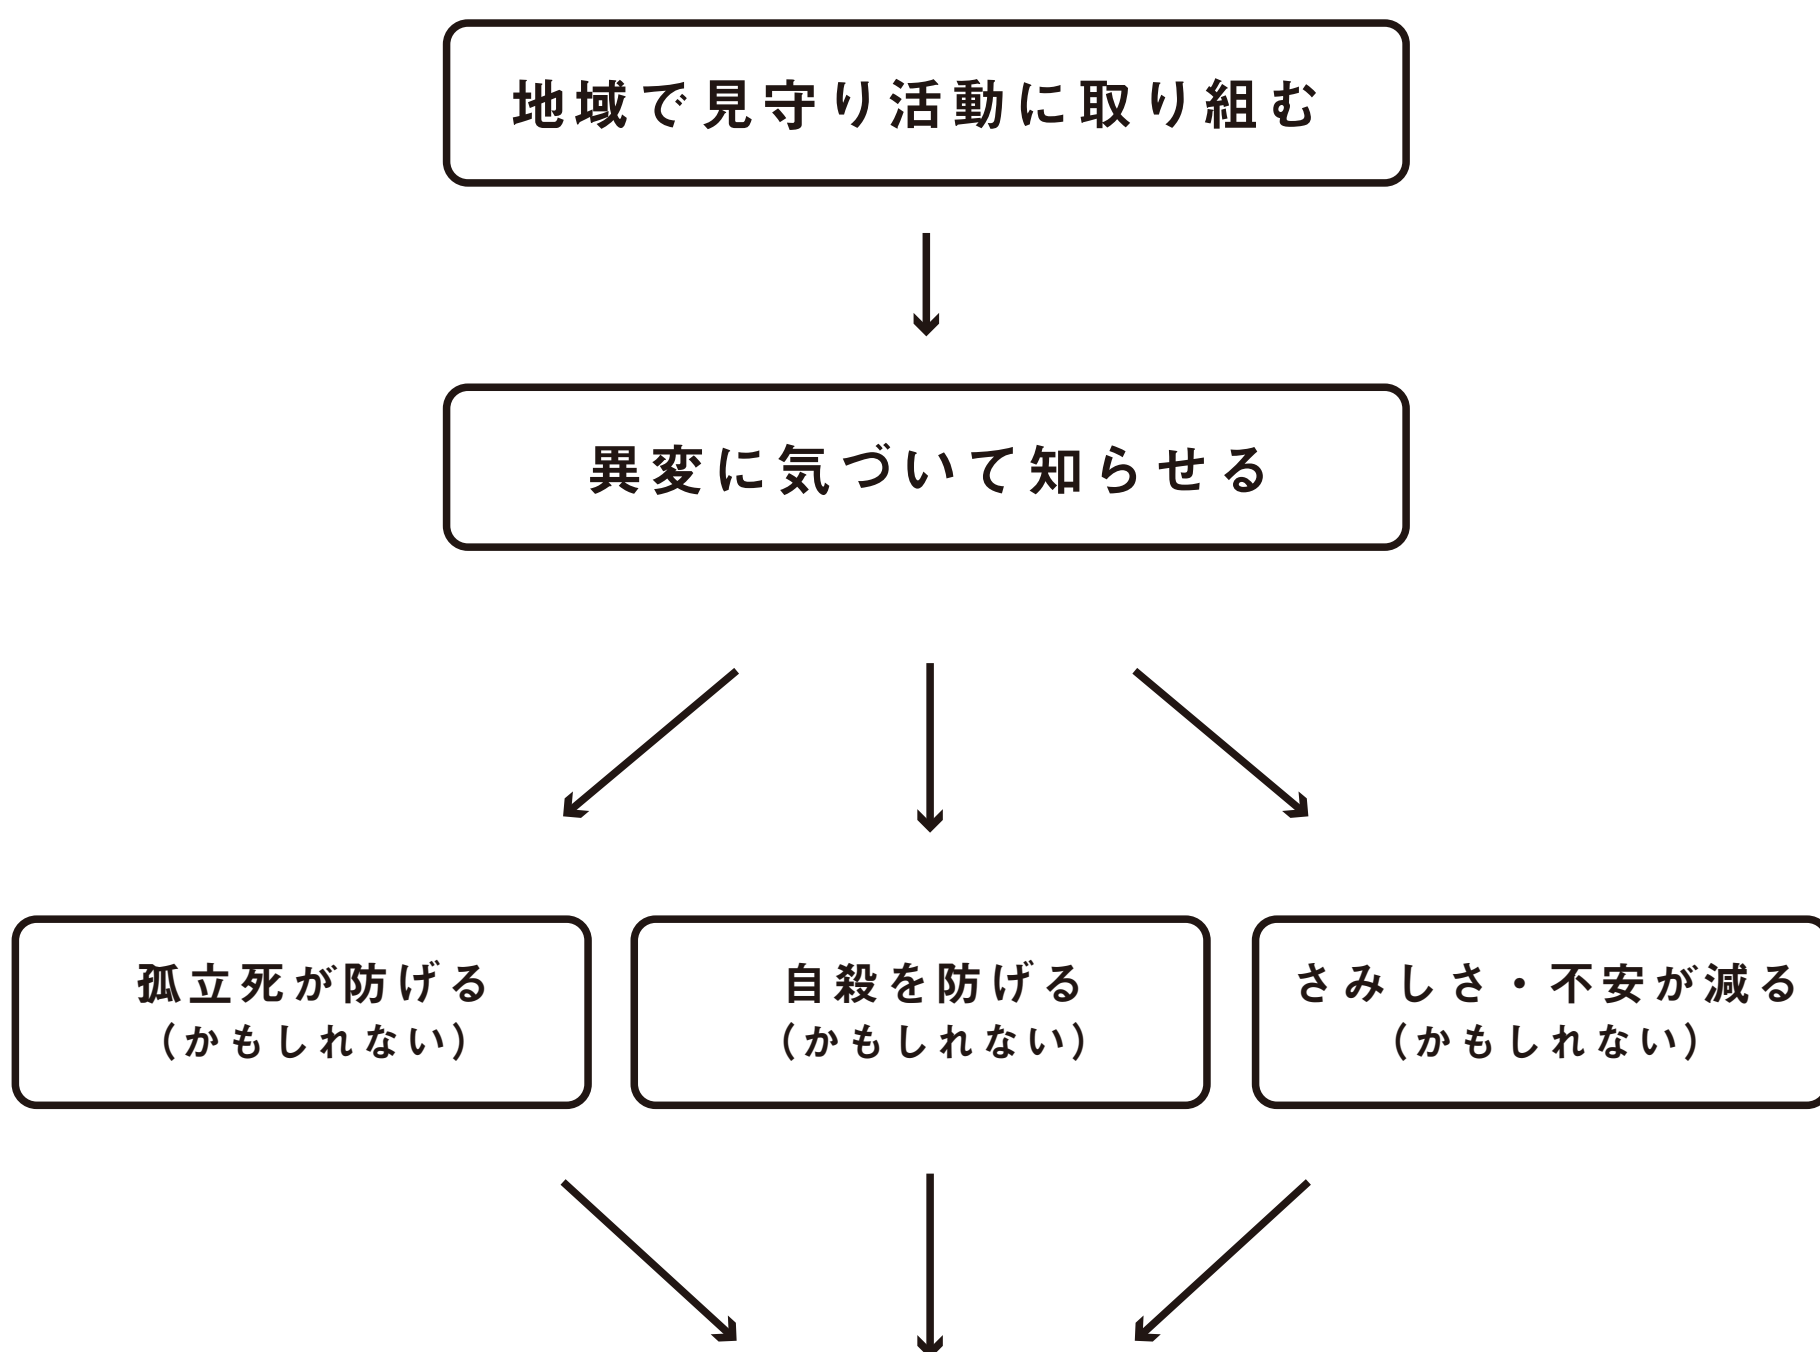 地域で見守り活動に取り組む
異変に気づいて知らせる
孤立死が防げる
（かもしれない）
自殺を防げる
（かもしれない）
さみしさ・不安が減る
（かもしれない）